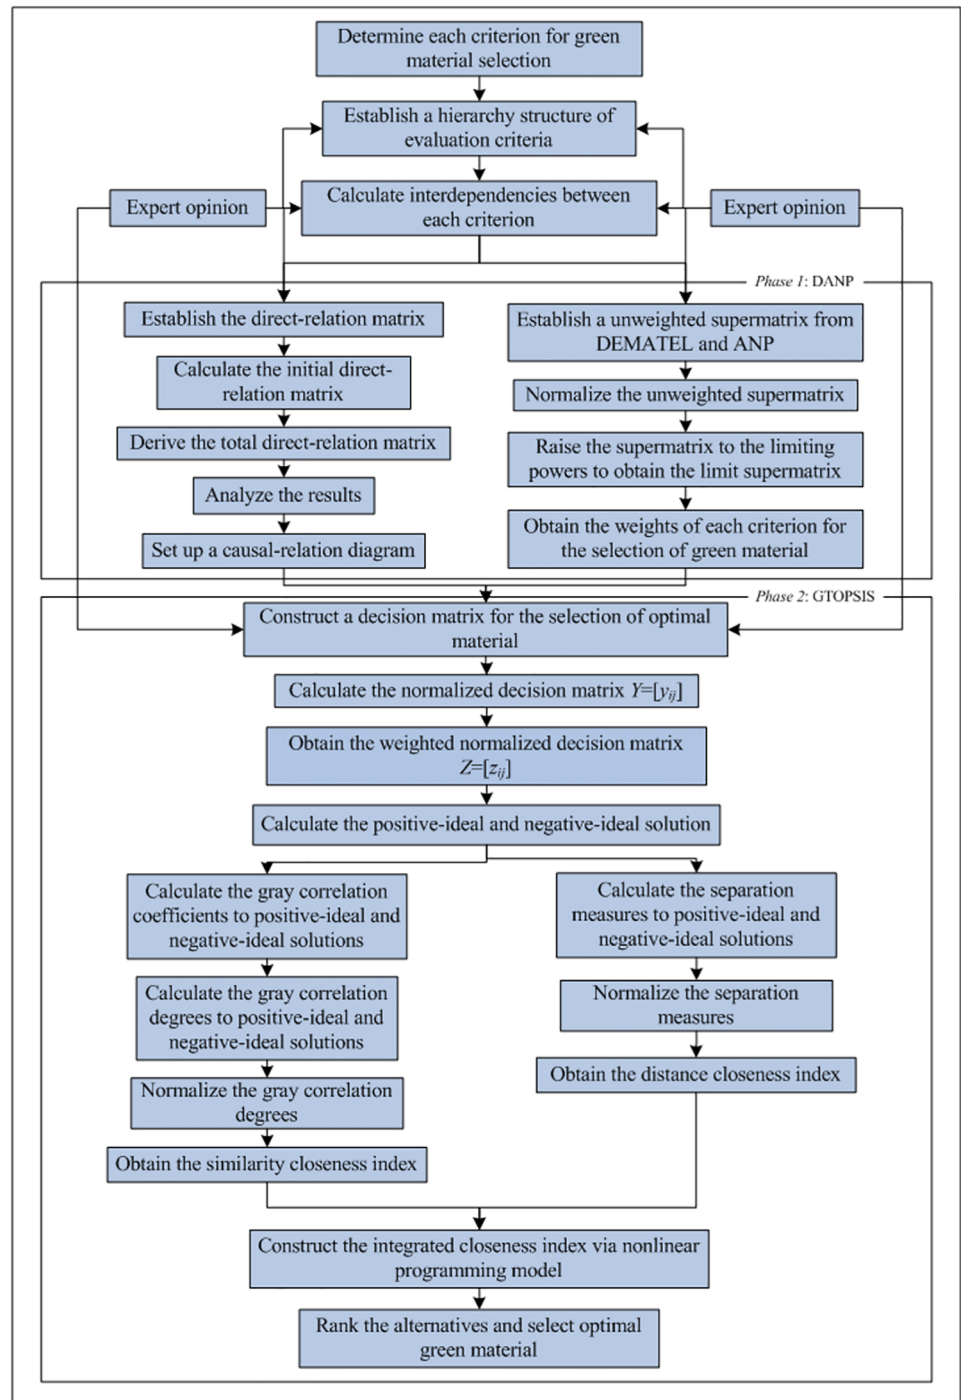 Determine each criterion for green
material selection
Establish a hierarchy structure of
evaluation criteria
Expert opinion
Calculate interdependencies between
each criterion
Expert opinion
Phase 1: DANP
Establish the direct-relation matrix
Calculate the initial direct-
relation matrix
Derive the total direct-relation matrix
Analyze the results
Set up a causal-relation diagram
Establish a unweighted supermatrix from
DEMATEL and ANP
Normalize the unweighted supermatrix
Raise the supermatrix to the limiting
powers to obtain the limit supermatrix
Obtain the weights of each criterion for
the selection of green material
Phase 2: GTOPSIS
Construct a decision matrix for the selection of optimal
material
Calculate the normalized decision matrix Y=[yij]
Obtain the weighted normalized decision matrix
Z=[zij]
Calculate the positive-ideal and negative-ideal solution
Calculate the gray correlation
coefficients to positive-ideal and
negative-ideal solutions
Calculate the gray correlation
degrees to positive-ideal and
negative-ideal solutions
Normalize the gray correlation
degrees
Obtain the similarity closeness index
Calculate the separation
measures to positive-ideal and
negative-ideal solutions
Normalize the separation
measures
Obtain the distance closeness index
Construct the integrated closeness index via nonlinear
programming model
Rank the alternatives and select optimal
green material